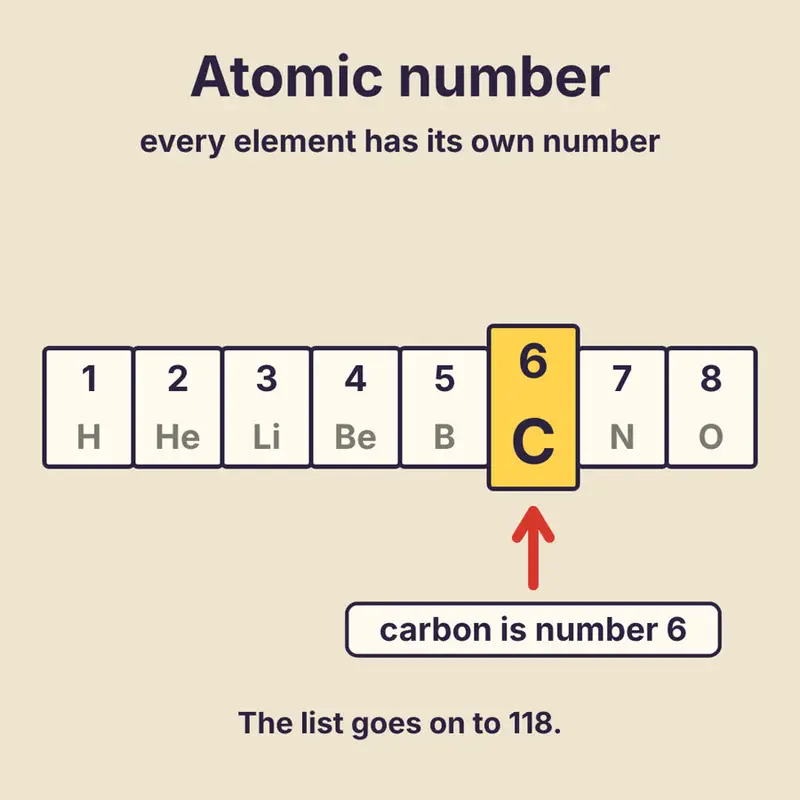 Atomic number
every element has its own number
1 2 3 4 5 6 7 8
H He Li Be B C N O
carbon is number 6
The list goes on to 118.